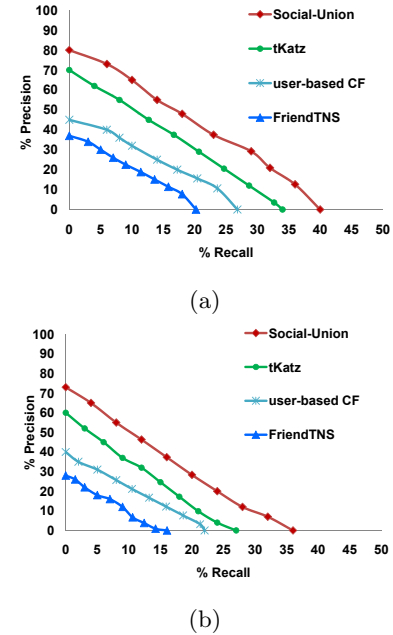 100
90
80
70
60
50
40
30
20
10
0
% Precision
Social-Union
tKatz
user-based CF
FriendTNS
0 5 10 15 20 25 30 35 40 45 50
% Recall
(a)
100
90
80
70
60
50
40
30
20
10
0
% Precision
Social-Union
tKatz
user-based CF
FriendTNS
0 5 10 15 20 25 30 35 40 45 50
% Recall
(b)